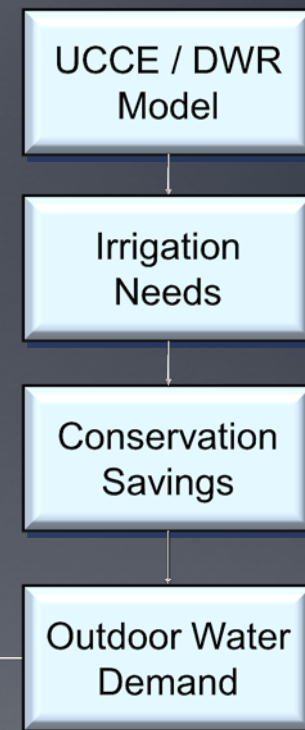 UCCE / DWR
Model
Irrigation
Needs
Conservation
Savings
Outdoor Water
Demand